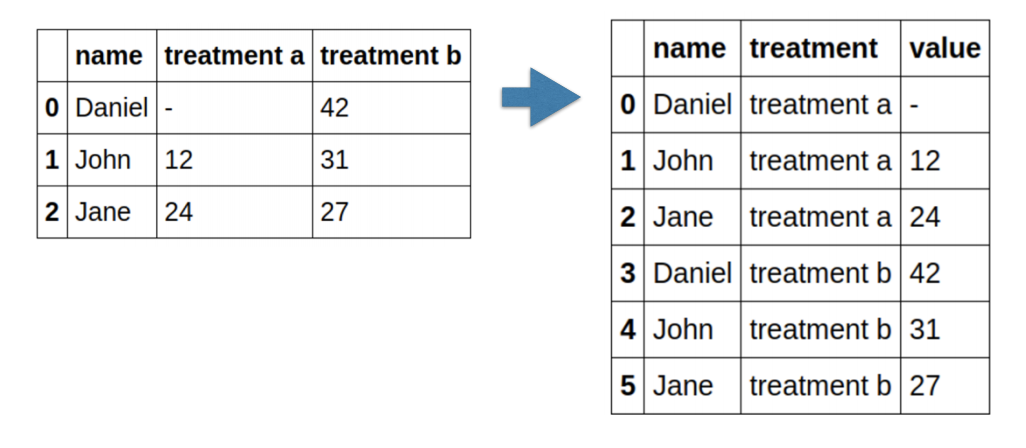 name treatment a treatment b
0 Daniel - 42
1 John 12 31
2 Jane 24 27
name treatment value
0 Daniel treatment a -
1 John treatment a 12
2 Jane treatment a 24
3 Daniel treatment b 42
4 John treatment b 31
5 Jane treatment b 27